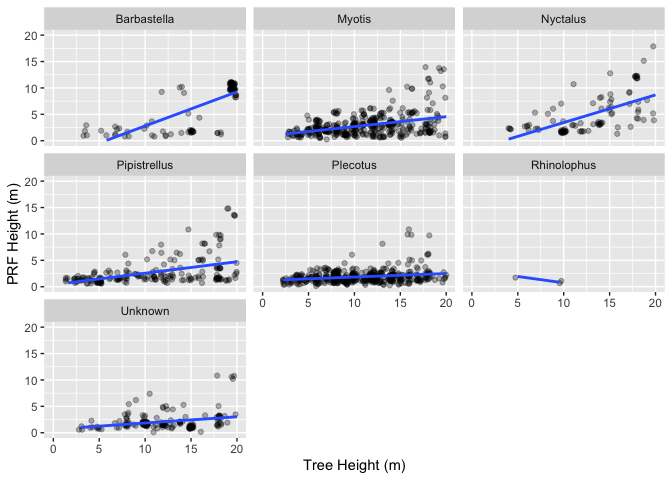 Barbastella Myotis Nyctalus
20
15
10
5
0
Pipistrellus Plecotus Rhinolophus
20
15
10
5
0
0 5 10 15 20 0 5 10 15 20
Unknown
20
15
10
5
0
0 5 10 15 20
PRF Height (m)
Tree Height (m)